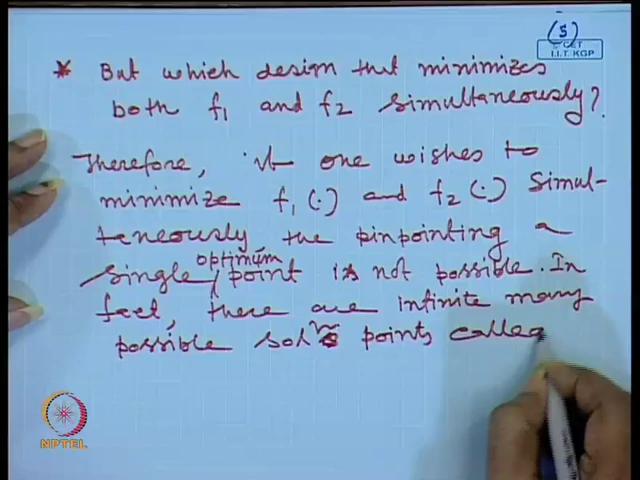 (5)
CET
I.I.T. KGP
* But which design that minimizes
both f1 and f2 simultaneously?
Therefore, if one wishes to
minimize f1(·) and f2(·) simul-
teneously the pinpointing a
optimum
single point is not possible. In
fact, there are infinite many
possible solⁿ points called
NPTEL